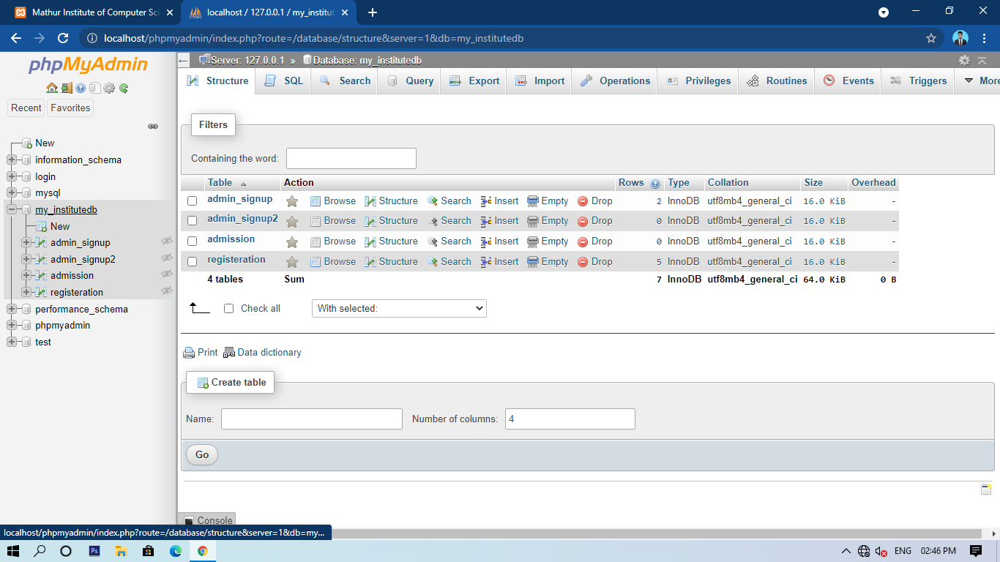 Mathur Institute of Computer Sci
localhost / 127.0.0.1 / my_institut
localhost/phpmyadmin/index.php?route=/database/structure&server=1&db=my_institutedb
phpMyAdmin
Recent Favorites
New
information_schema
login
mysql
my_institutedb
New
admin_signup
admin_signup2
admission
registeration
performance_schema
phpmyadmin
test
Server: 127.0.0.1 » Database: my_institutedb
Structure SQL Search Query Export Import Operations Privileges Routines Events Triggers More
Filters
Containing the word:
Table Action Rows Type Collation Size Overhead
admin_signup Browse Structure Search Insert Empty Drop 2 InnoDB utf8mb4_general_ci 16.0 KiB -
admin_signup2 Browse Structure Search Insert Empty Drop 0 InnoDB utf8mb4_general_ci 16.0 KiB -
admission Browse Structure Search Insert Empty Drop 0 InnoDB utf8mb4_general_ci 16.0 KiB -
registeration Browse Structure Search Insert Empty Drop 5 InnoDB utf8mb4_general_ci 16.0 KiB -
4 tables Sum 7 InnoDB utf8mb4_general_ci 64.0 KiB 0 B
Check all With selected:
Print Data dictionary
Create table
Name: Number of columns: 4
Go
Console
localhost/phpmyadmin/index.php?route=/database/structure&server=1&db=my...
Ps
ENG 02:46 PM